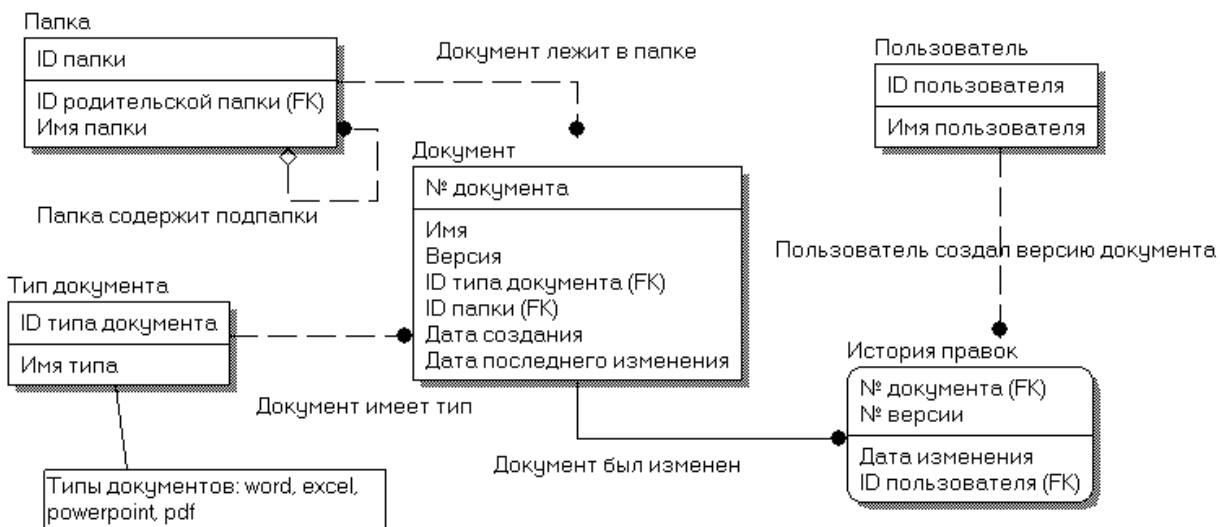 Папка
ID папки
ID родительской папки (FK)
Имя папки
Папка содержит подпапки
Документ лежит в папке
Пользователь
ID пользователя
Имя пользователя
Документ
№ документа
Имя
Версия
ID типа документа (FK)
ID папки (FK)
Дата создания
Дата последнего изменения
Пользователь создал версию документа
Тип документа
ID типа документа
Имя типа
Документ имеет тип
История правок
№ документа (FK)
№ версии
Дата изменения
ID пользователя (FK)
Документ был изменен
Типы документов: word, excel,
powerpoint, pdf